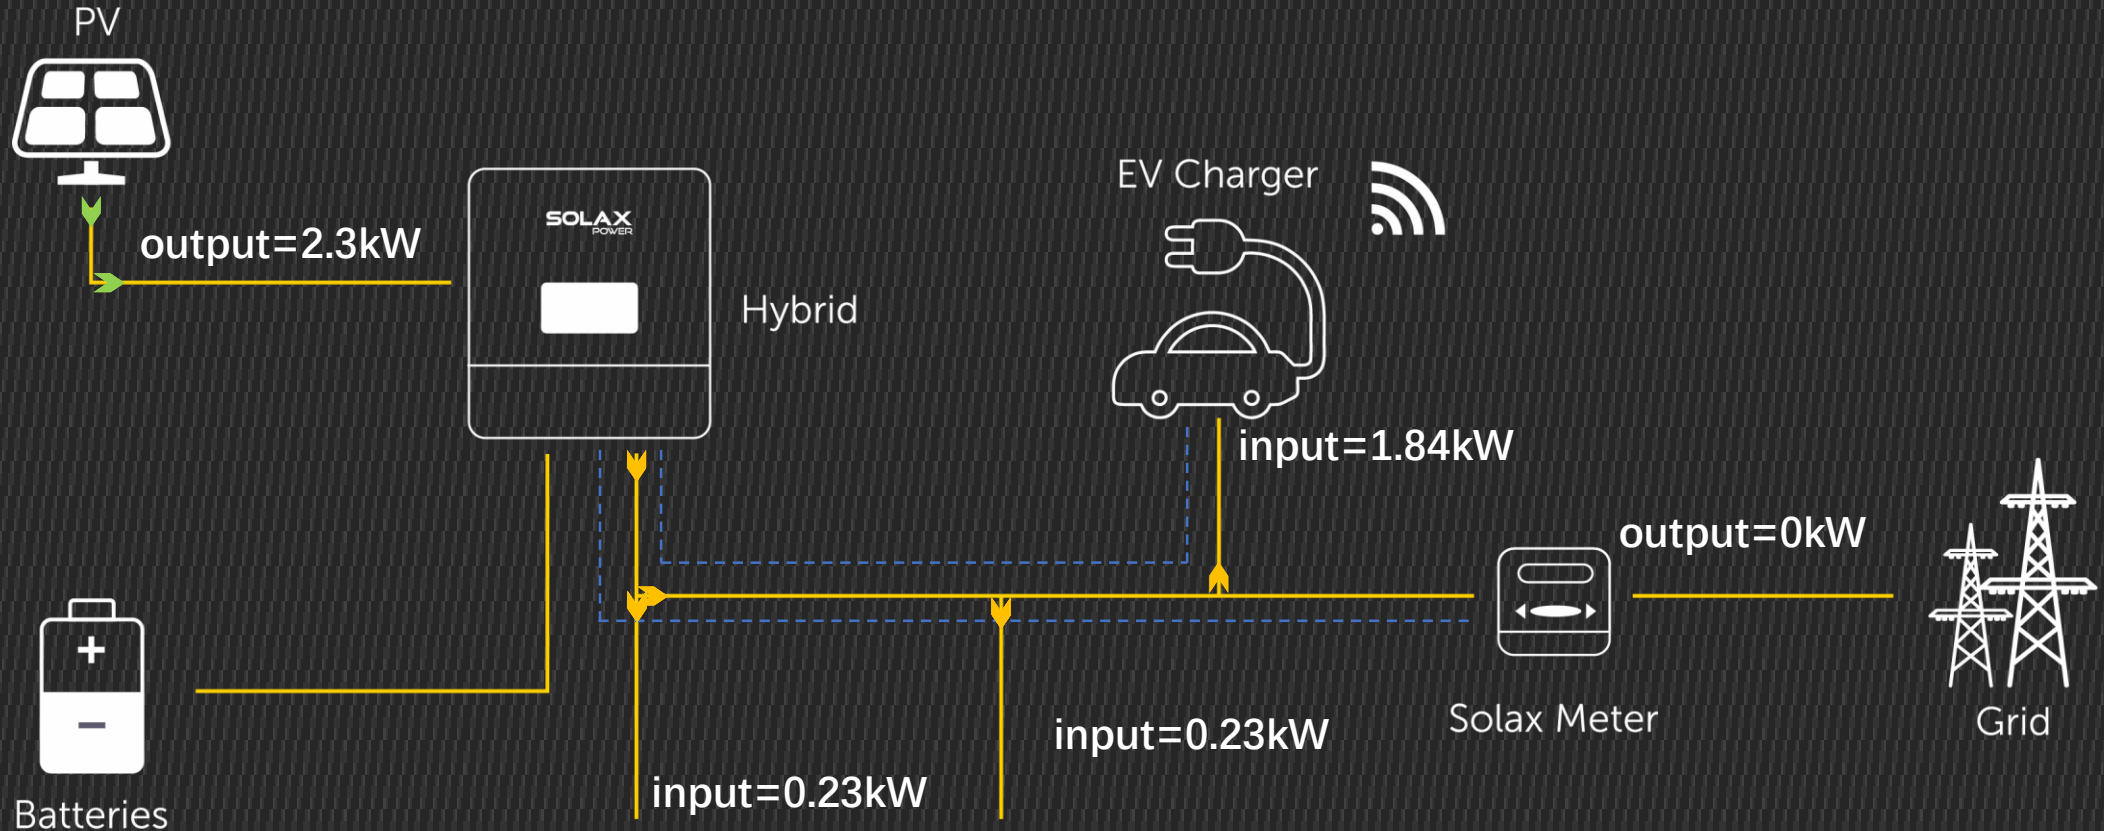 PV
output=2.3kW
SOLAX
POWER
Hybrid
EV Charger
input=1.84kW
output=0kW
Solax Meter
Grid
+
−
Batteries
input=0.23kW
input=0.23kW